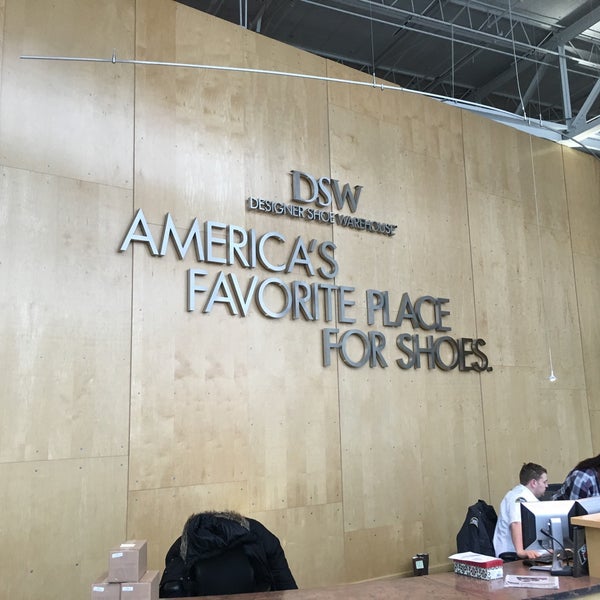 DSW
DESIGNER SHOE WAREHOUSE
AMERICA'S
FAVORITE PLACE
FOR SHOES.